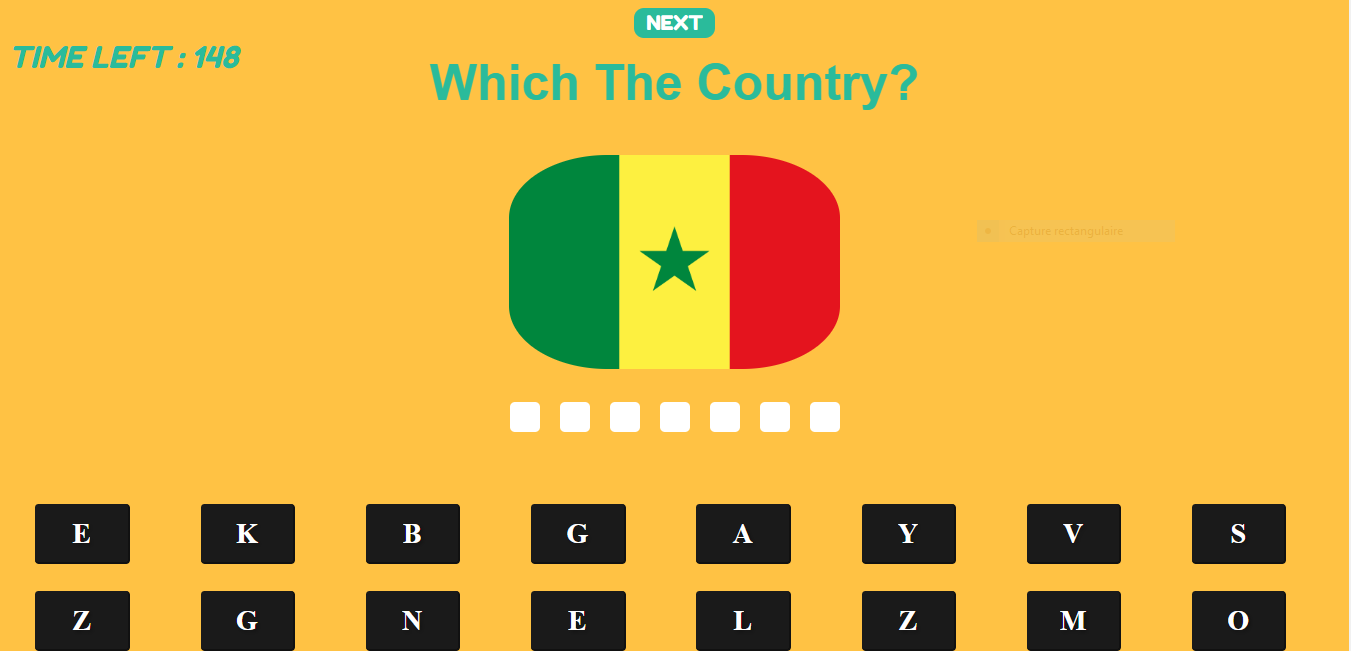 NEXT
TIME LEFT : 148
Which The Country?
Capture rectangulaire
E K B G A Y V S
Z G N E L Z M O